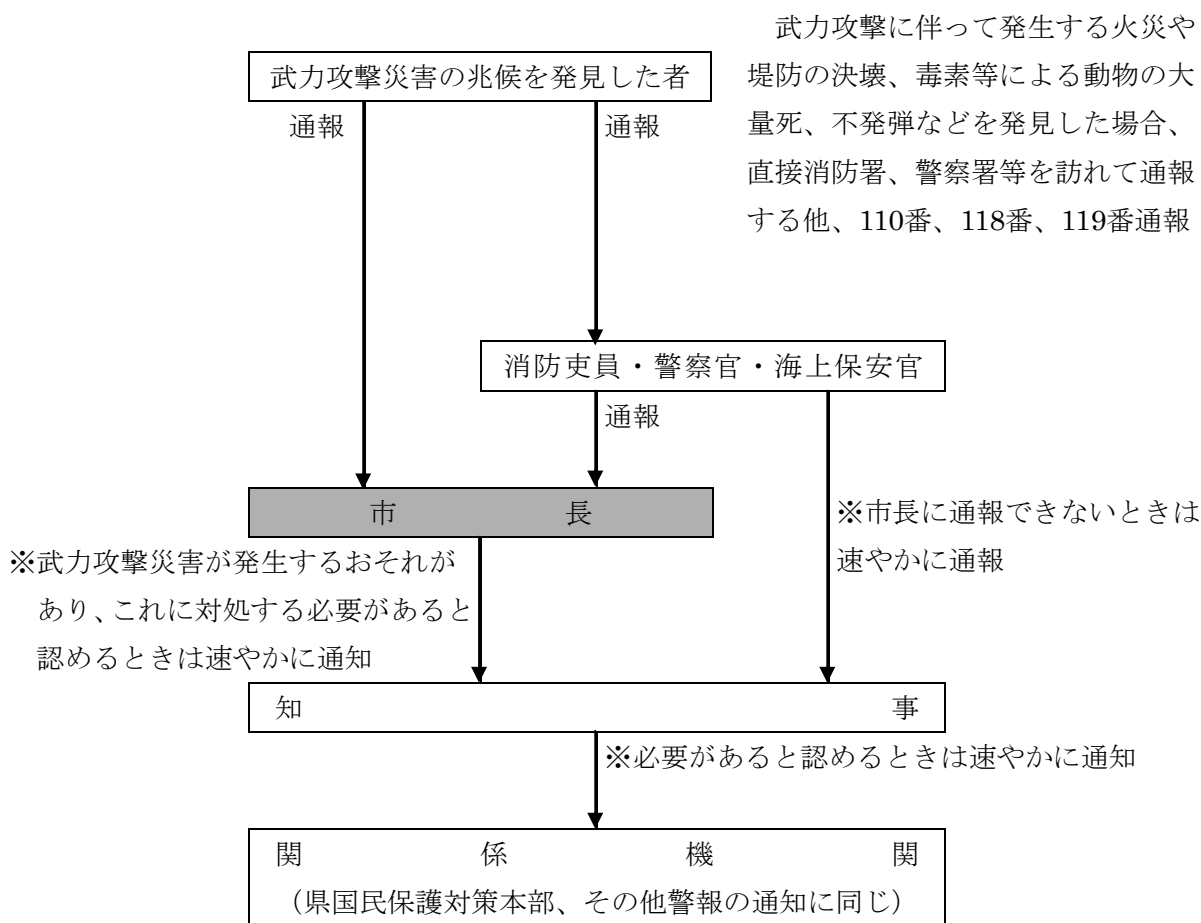 武力攻撃に伴って発生する火災や
堤防の決壊、毒素等による動物の大
量死、不発弾などを発見した場合、
直接消防署、警察署等を訪れて通報
する他、110番、118番、119番通報
武力攻撃災害の兆候を発見した者
通報
通報
消防吏員・警察官・海上保安官
通報
市長
※市長に通報できないときは
速やかに通報
※武力攻撃災害が発生するおそれが
あり、これに対処する必要があると
認めるときは速やかに通知
知事
※必要があると認めるときは速やかに通知
関係機関
（県国民保護対策本部、その他警報の通知に同じ）